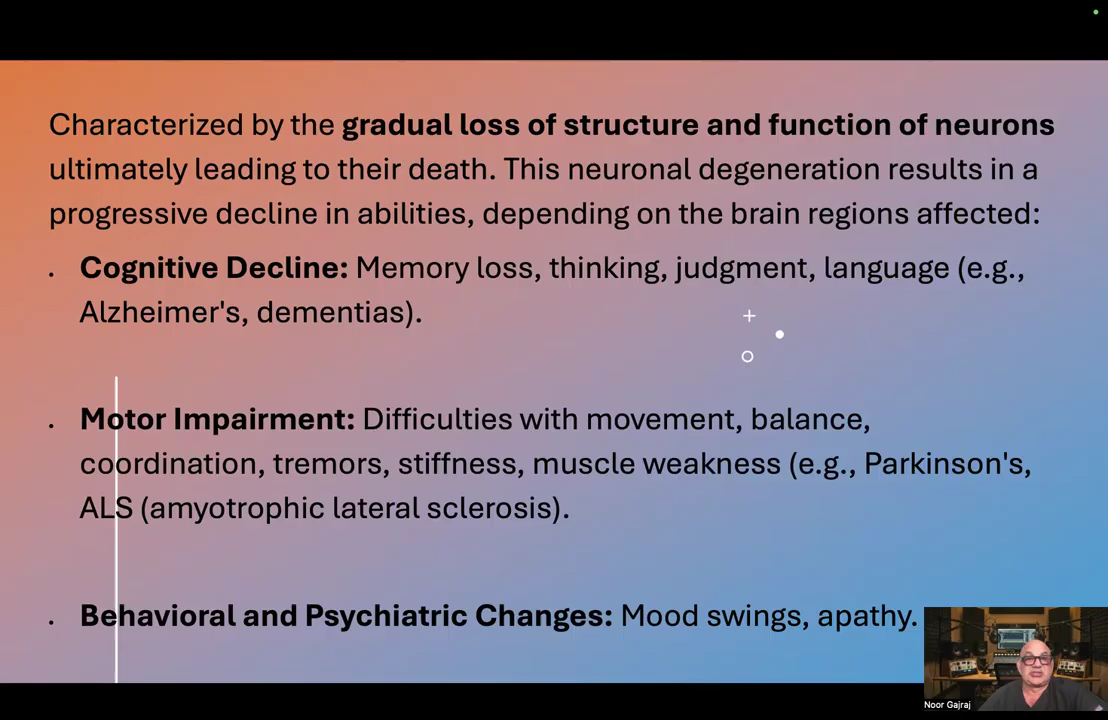 Characterized by the gradual loss of structure and function of neurons
ultimately leading to their death. This neuronal degeneration results in a
progressive decline in abilities, depending on the brain regions affected:
• Cognitive Decline: Memory loss, thinking, judgment, language (e.g.,
Alzheimer's, dementias).
• Motor Impairment: Difficulties with movement, balance,
coordination, tremors, stiffness, muscle weakness (e.g., Parkinson's,
ALS (amyotrophic lateral sclerosis).
• Behavioral and Psychiatric Changes: Mood swings, apathy.
Noor Gajraj